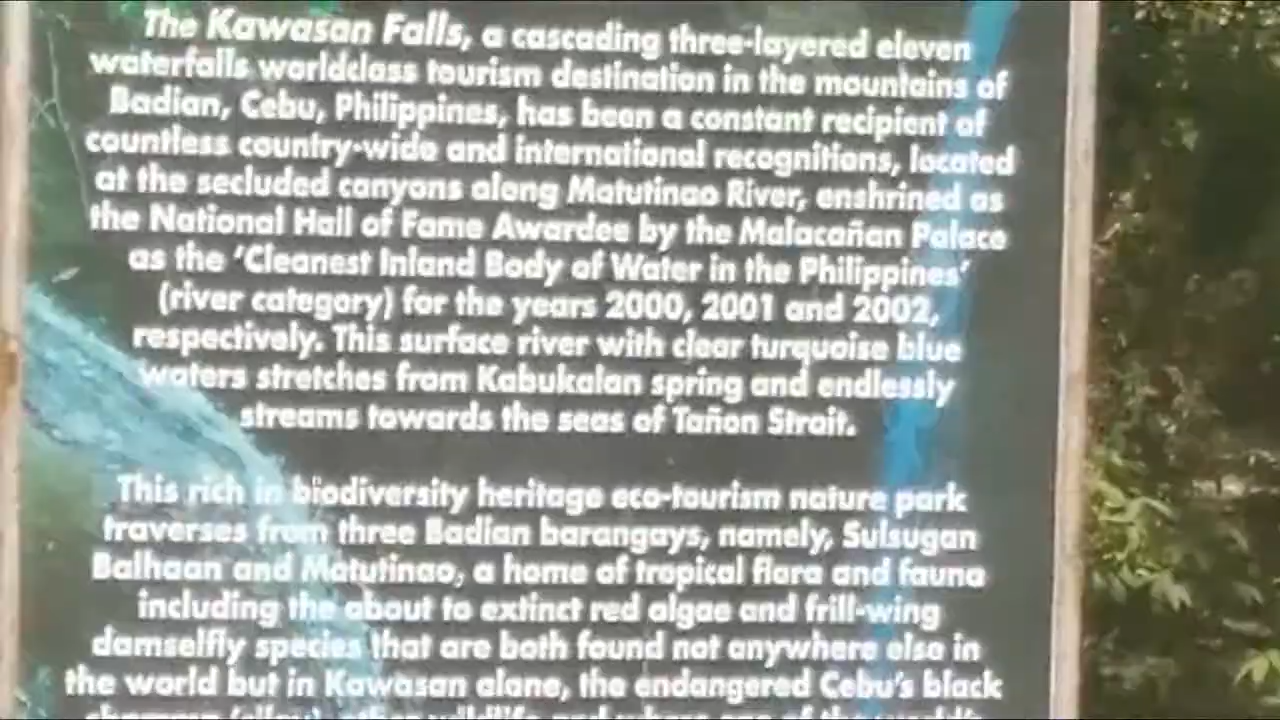 The Kawasan Falls, a cascading three-layered eleven
waterfalls worldclass tourism destination in the mountains of
Badian, Cebu, Philippines, has been a constant recipient of
countless country-wide and international recognitions, located
at the secluded canyons along Matutinao River, enshrined as
the National Hall of Fame Awardee by the Malacañan Palace
as the 'Cleanest Inland Body of Water in the Philippines'
(river category) for the years 2000, 2001 and 2002,
respectively. This surface river with clear turquoise blue
waters stretches from Kabukalan spring and endlessly
streams towards the seas of Tañon Strait.
This rich in biodiversity heritage eco-tourism nature park
traverses from three Badian barangays, namely, Sulsugan
Balhaan and Matutinao, a home of tropical flora and fauna
including the about to extinct red algae and frill-wing
damselfly species that are both found not anywhere else in
the world but in Kawasan alone, the endangered Cebu's black